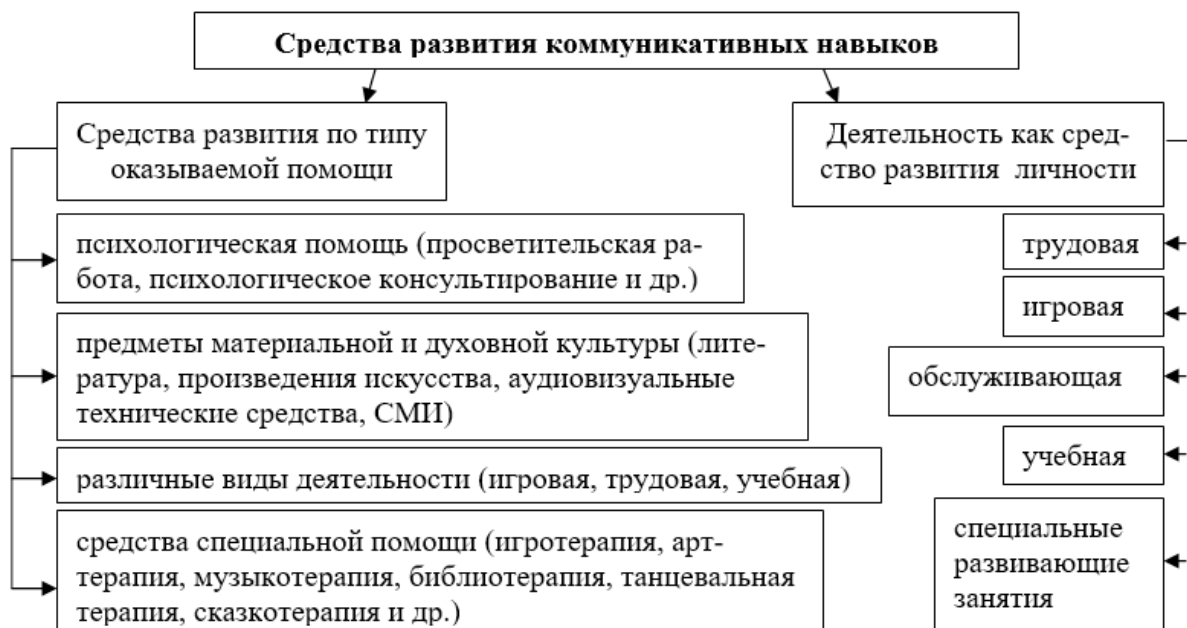 Средства развития коммуникативных навыков
Средства развития по типу
оказываемой помощи
Деятельность как сред-
ство развития личности
психологическая помощь (просветительская ра-
бота, психологическое консультирование и др.)
предметы материальной и духовной культуры (лите-
ратура, произведения искусства, аудиовизуальные
технические средства, СМИ)
различные виды деятельности (игровая, трудовая, учебная)
средства специальной помощи (игротерапия, арт-
терапия, музыкотерапия, библиотерапия, танцевальная
терапия, сказкотерапия и др.)
трудовая
игровая
обслуживающая
учебная
специальные
развивающие
занятия